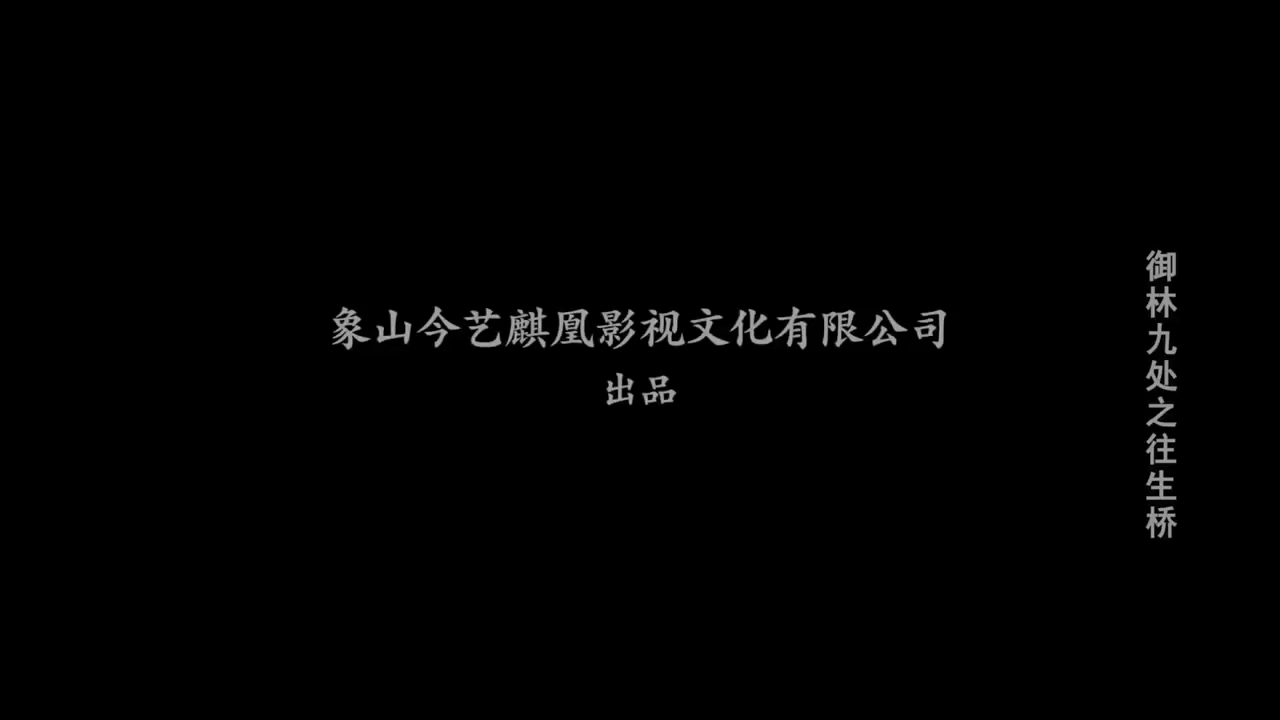 象山今艺麒凰影视文化有限公司
出品
御林九处之往生桥